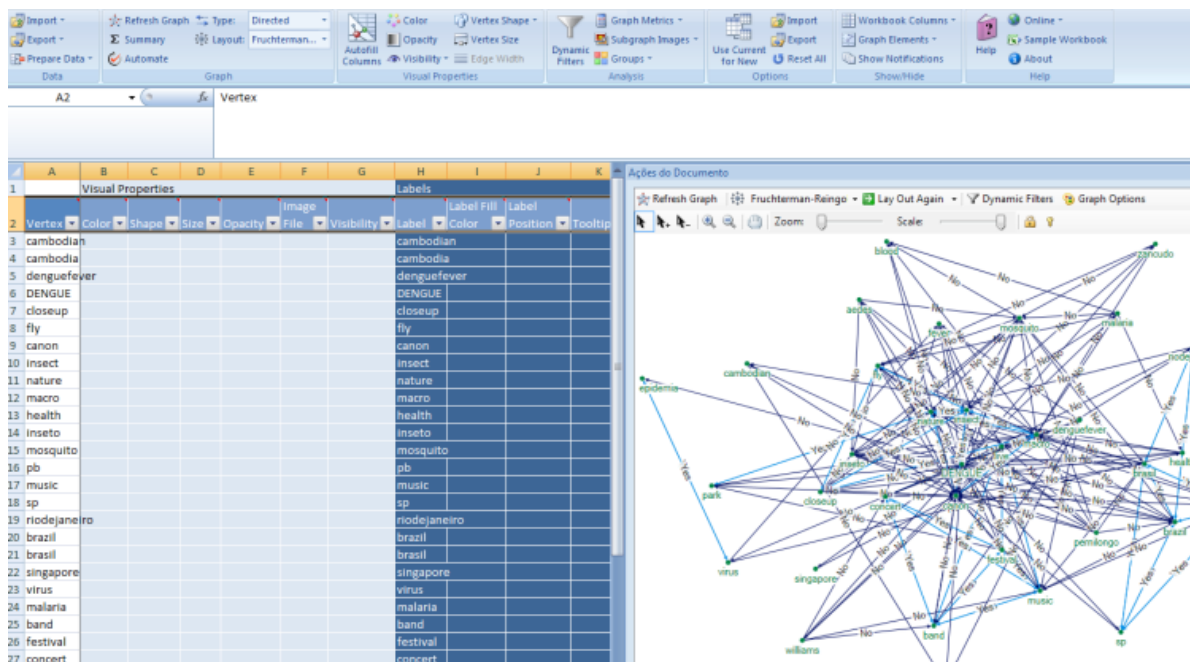 Import Refresh Graph Type: Directed Color Vertex Shape Graph Metrics Import Workbook Columns Online
Export Summary Layout: Fruchterman... Opacity Vertex Size Subgraph Images Export Graph Elements Sample Workbook
Prepare Data Automate Autofill Columns Visibility Edge Width Dynamic Filters Groups Use Current for New Reset All Show Notifications Help About
Data Graph Visual Properties Analysis Options Show/Hide Help
A2 fx Vertex
A B C D E F G H I J K
Ações do Documento
1 Visual Properties Labels
2 Vertex Color Shape Size Opacity Image File Visibility Label Label Fill Color Label Position Tooltip
Refresh Graph Fruchterman-Reingo Lay Out Again Dynamic Filters Graph Options
Zoom: Scale:
3 cambodian cambodian
4 cambodia cambodia
5 denguefever denguefever
6 DENGUE DENGUE
7 closeup closeup
8 fly fly
9 canon canon
10 insect insect
11 nature nature
12 macro macro
13 health health
14 inseto inseto
15 mosquito mosquito
16 pb pb
17 music music
18 sp sp
19 riodejaneiro riodejaneiro
20 brazil brazil
21 brasil brasil
22 singapore singapore
23 virus virus
24 malaria malaria
25 band band
26 festival festival
27 concert concert
blood
zancudo
aedes
fever
mosquito
malaria
fly
cambodian
epidemia
nature
insect
denguefever
inseto
live
DENGUE
brasil
park
closeup
concert
canon
brazil
pernilongo
festival
virus
singapore
music
band
sp
williams
No
Yes